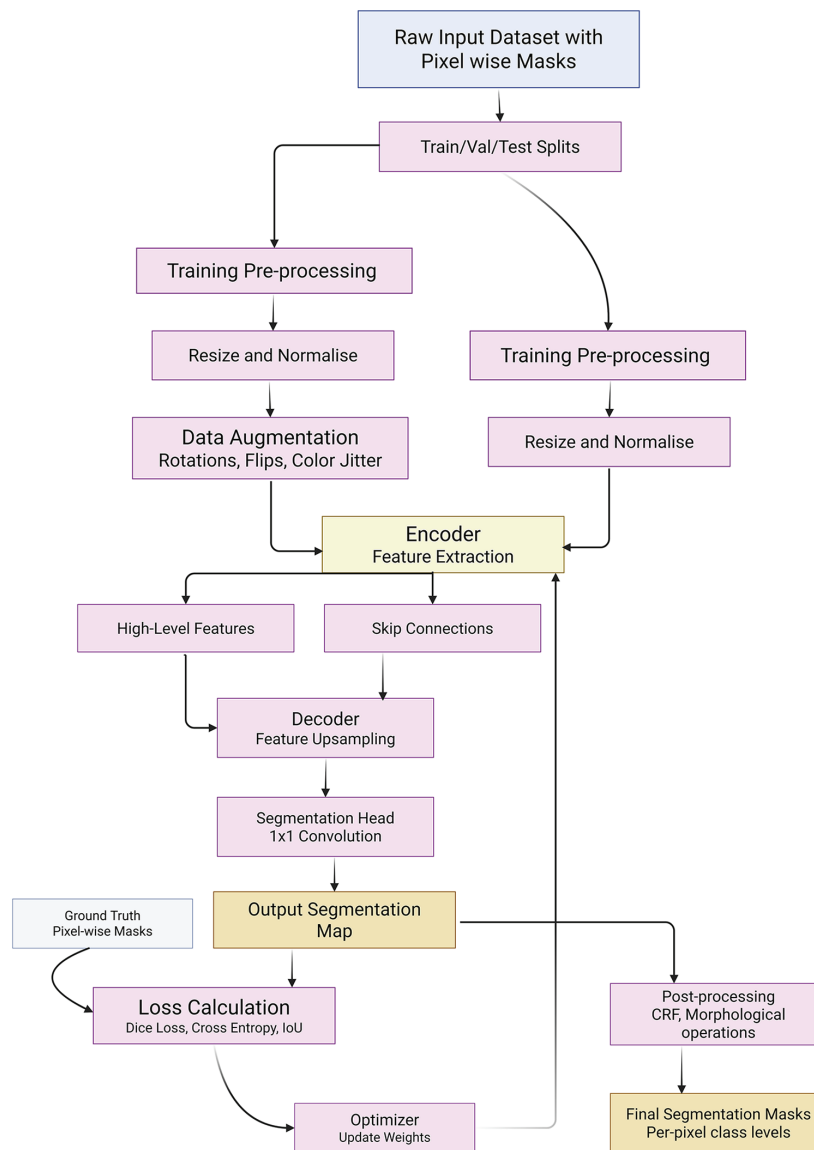 Raw Input Dataset with
Pixel wise Masks
Train/Val/Test Splits
Training Pre-processing
Resize and Normalise
Training Pre-processing
Data Augmentation
Rotations, Flips, Color Jitter
Resize and Normalise
Encoder
Feature Extraction
High-Level Features
Skip Connections
Decoder
Feature Upsampling
Segmentation Head
1x1 Convolution
Ground Truth
Pixel-wise Masks
Output Segmentation
Map
Loss Calculation
Dice Loss, Cross Entropy, IoU
Post-processing
CRF, Morphological
operations
Optimizer
Update Weights
Final Segmentation Masks
Per-pixel class levels